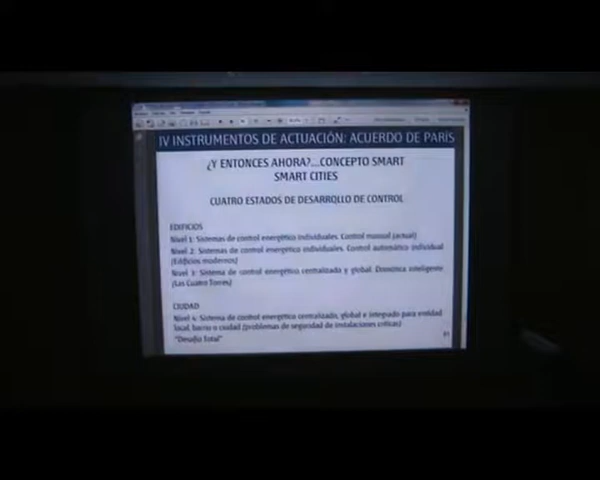 IV INSTRUMENTOS DE ACTUACIÓN: ACUERDO DE PARÍS
¿Y ENTONCES AHORA?....CONCEPTO SMART
SMART CITIES
CUATRO ESTADOS DE DESARROLLO DE CONTROL
EDIFICIOS
Nivel 1: Sistemas de control energético individuales. Control manual (actual)
Nivel 2: Sistemas de control energético individuales. Control automático individual
(Edificios modernos)
Nivel 3: Sistema de control energético centralizado y global. Domótica inteligente
(Las Cuatro Torres)
CIUDAD
Nivel 4: Sistema de control energético centralizado, global e integrado para entidad
local, barrio o ciudad (problemas de seguridad de instalaciones críticas)
"Desafío Total"